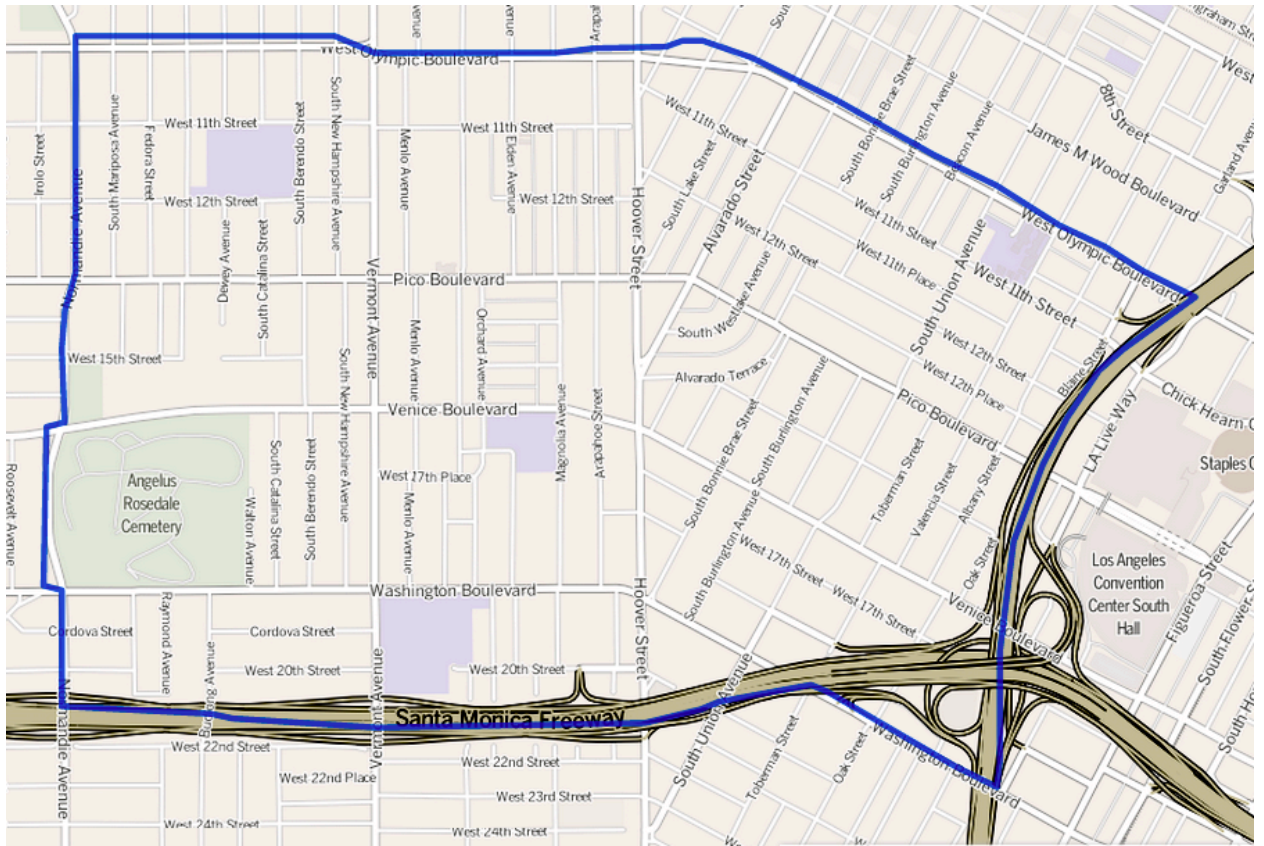 West
8th Street
James M Wood Boulevard
West Olympic Boulevard
West 11th Street
West 11th Street
West 11th Street
South Bonnie Brae Street
South Burlington Avenue
Beacon Avenue
Irolo Street
South Mariposa Avenue
Fedora Street
South Berendo Street
South New Hampshire Avenue
Menlo Avenue
Elden Avenue
South Lake Street
Alvarado Street
West 12th Street
West 12th Street
West 12th Street
Normandie Avenue
Dewey Avenue
South Catalina Street
Vermont Avenue
Pico Boulevard
Hoover Street
West 11th Street
West 11th Place
West 11th Street
South Union Avenue
West Olympic Boulevard
South Westlake Avenue
West 12th Street
West 12th Place
Blaine Street
West 15th Street
South New Hampshire Avenue
Menlo Avenue
Orchard Avenue
Alvarado Terrace
Venice Boulevard
Magnolia Avenue
Pico Boulevard
LA Live Way
Chick Hearn C
Staples C
Roosevelt Avenue
Angelus
Rosedale
Cemetery
Walton Avenue
South Catalina Street
South Berendo Street
West 17th Place
Menlo Avenue
South Bonnie Brae Street
South Burlington Avenue
South Burlington Avenue
Toberman Street
Valencia Street
Albany Street
Oak Street
West 17th Street
West 17th Street
Los Angeles
Convention
Center South
Hall
Figueroa Street
Washington Boulevard
Hoover Street
Venice Boulevard
Cordova Street
Raymond Avenue
Cordova Street
West 20th Street
West 20th Street
Budlong Avenue
Vermont Avenue
Santa Monica Freeway
South Union Avenue
Normandie Avenue
West 22nd Street
West 22nd Street
West 22nd Place
West 23rd Street
West 24th Street
West 24th Street
Toberman Street
Oak Street
Washington Boulevard